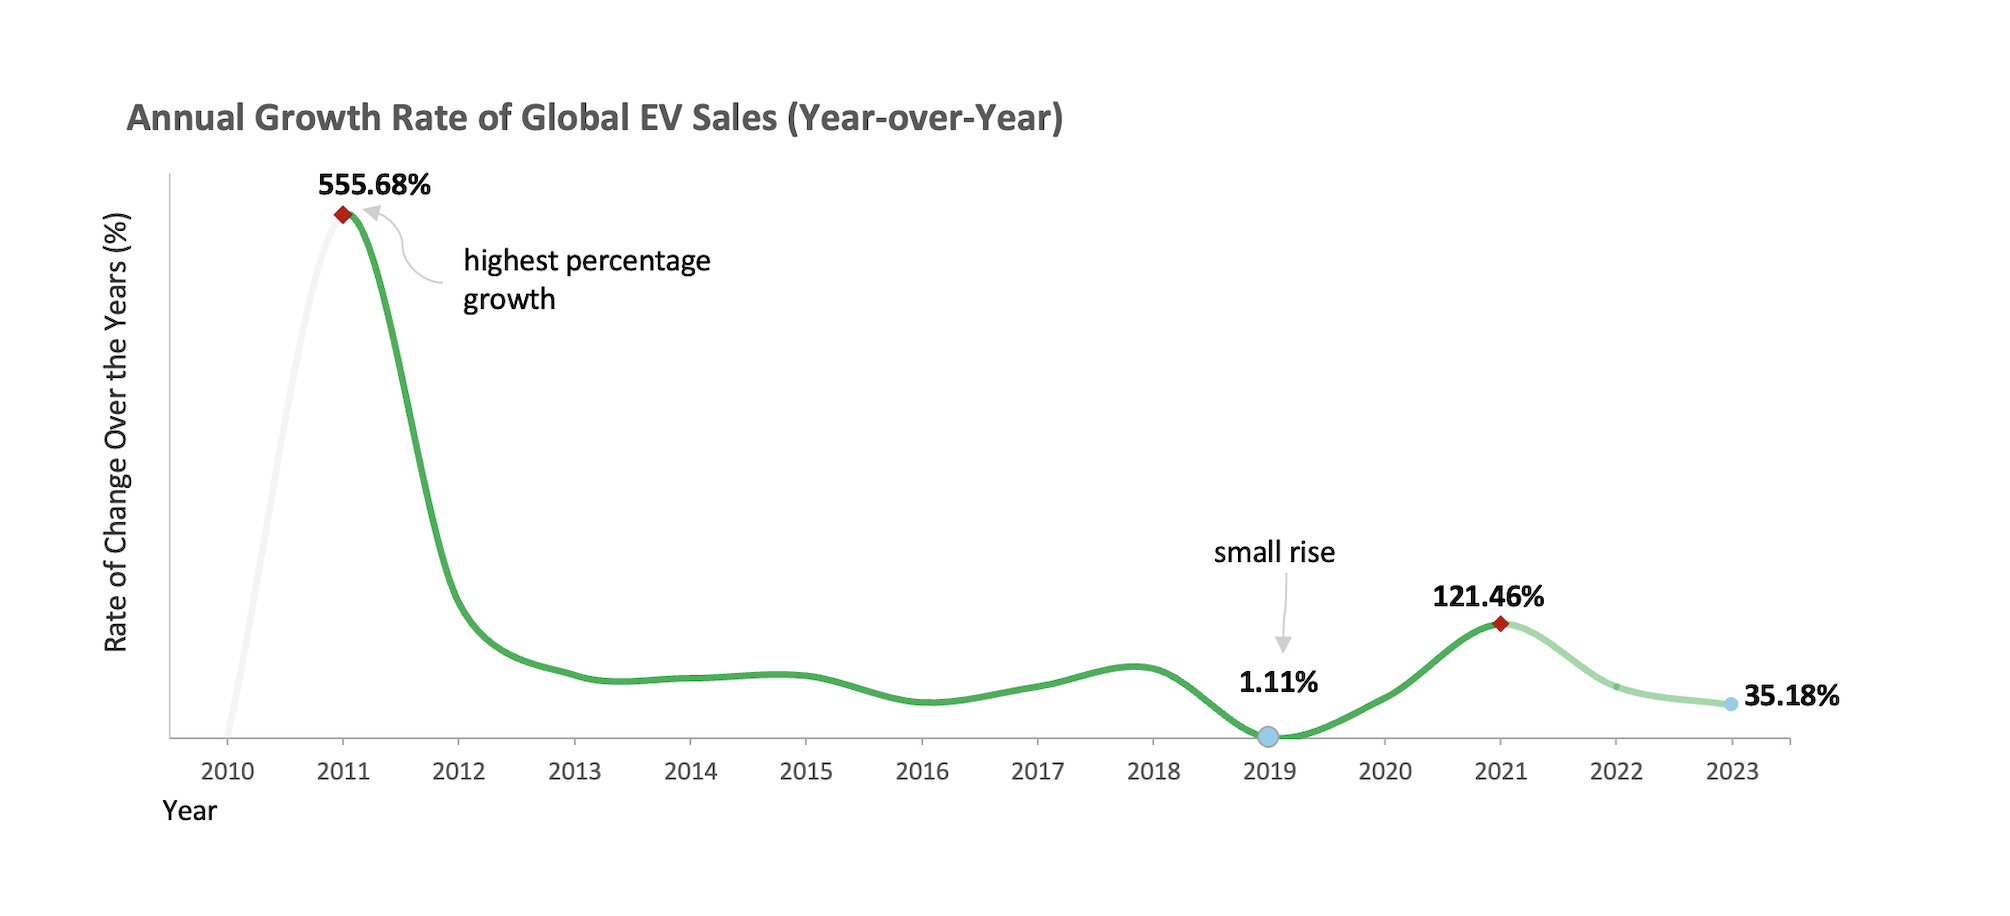 Annual Growth Rate of Global EV Sales (Year-over-Year)
Rate of Change Over the Years (%)
555.68%
highest percentage
growth
small rise
1.11%
121.46%
35.18%
2010 2011 2012 2013 2014 2015 2016 2017 2018 2019 2020 2021 2022 2023
Year